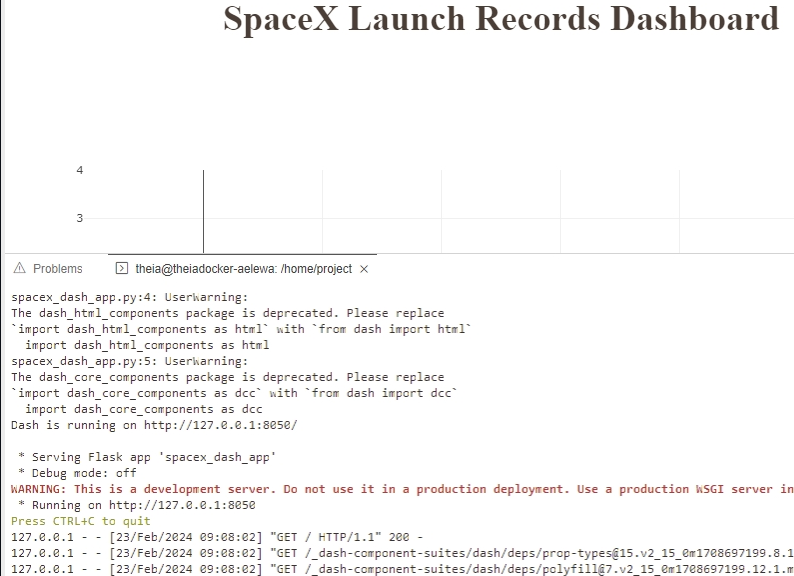 SpaceX Launch Records Dashboard
4
3
Problems
theia@theiadocker-aelewa: /home/project ×
spacex_dash_app.py:4: UserWarning:
The dash_html_components package is deprecated. Please replace
`import dash_html_components as html` with `from dash import html`
import dash_html_components as html
spacex_dash_app.py:5: UserWarning:
The dash_core_components package is deprecated. Please replace
`import dash_core_components as dcc` with `from dash import dcc`
import dash_core_components as dcc
Dash is running on http://127.0.0.1:8050/
* Serving Flask app 'spacex_dash_app'
* Debug mode: off
WARNING: This is a development server. Do not use it in a production deployment. Use a production WSGI server in
* Running on http://127.0.0.1:8050
Press CTRL+C to quit
127.0.0.1 - - [23/Feb/2024 09:08:02] "GET / HTTP/1.1" 200 -
127.0.0.1 - - [23/Feb/2024 09:08:02] "GET /_dash-component-suites/dash/deps/prop-types@15.v2_15_0m1708697199.8.1
127.0.0.1 - - [23/Feb/2024 09:08:02] "GET /_dash-component-suites/dash/deps/polyfill@7.v2_15_0m1708697199.12.1.m